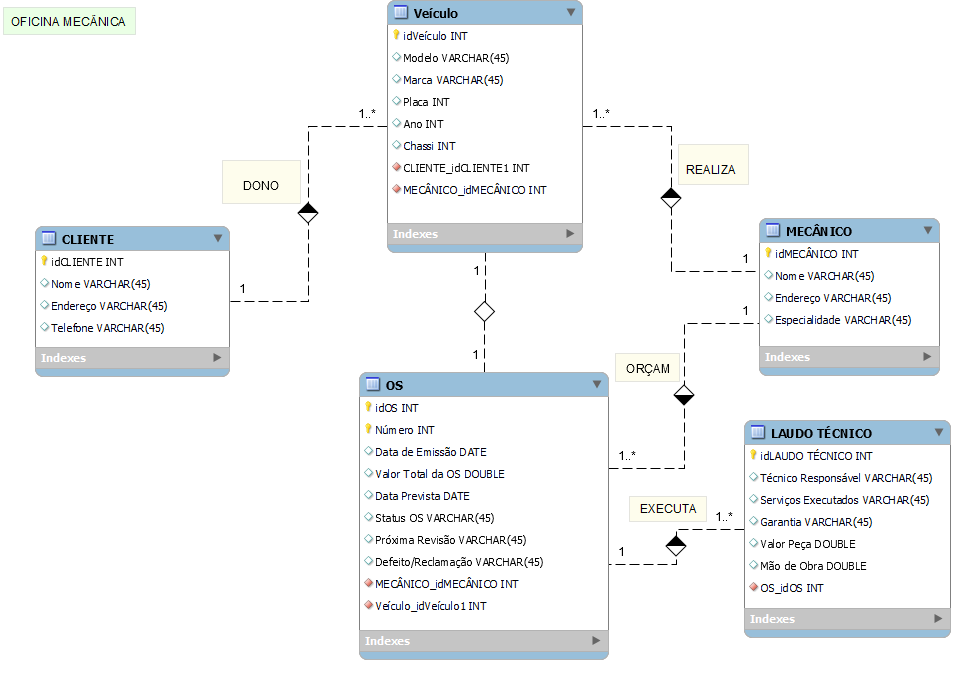 OFICINA MECÂNICA
Veículo
idVeículo INT
Modelo VARCHAR(45)
Marca VARCHAR(45)
Placa INT
Ano INT
Chassi INT
CLIENTE_idCLIENTE1 INT
MECÂNICO_idMECÂNICO INT
Indexes
1..*
1..*
DONO
REALIZA
1
1
CLIENTE
idCLIENTE INT
Nome VARCHAR(45)
Endereço VARCHAR(45)
Telefone VARCHAR(45)
Indexes
MECÂNICO
idMECÂNICO INT
Nome VARCHAR(45)
Endereço VARCHAR(45)
Especialidade VARCHAR(45)
Indexes
1
1
1
ORÇAM
1..*
OS
idOS INT
Número INT
Data de Emissão DATE
Valor Total da OS DOUBLE
Data Prevista DATE
Status OS VARCHAR(45)
Próxima Revisão VARCHAR(45)
Defeito/Reclamação VARCHAR(45)
MECÂNICO_idMECÂNICO INT
Veículo_idVeículo1 INT
Indexes
EXECUTA
1..*
1
LAUDO TÉCNICO
idLAUDO TÉCNICO INT
Técnico Responsável VARCHAR(45)
Serviços Executados VARCHAR(45)
Garantia VARCHAR(45)
Valor Peça DOUBLE
Mão de Obra DOUBLE
OS_idOS INT
Indexes